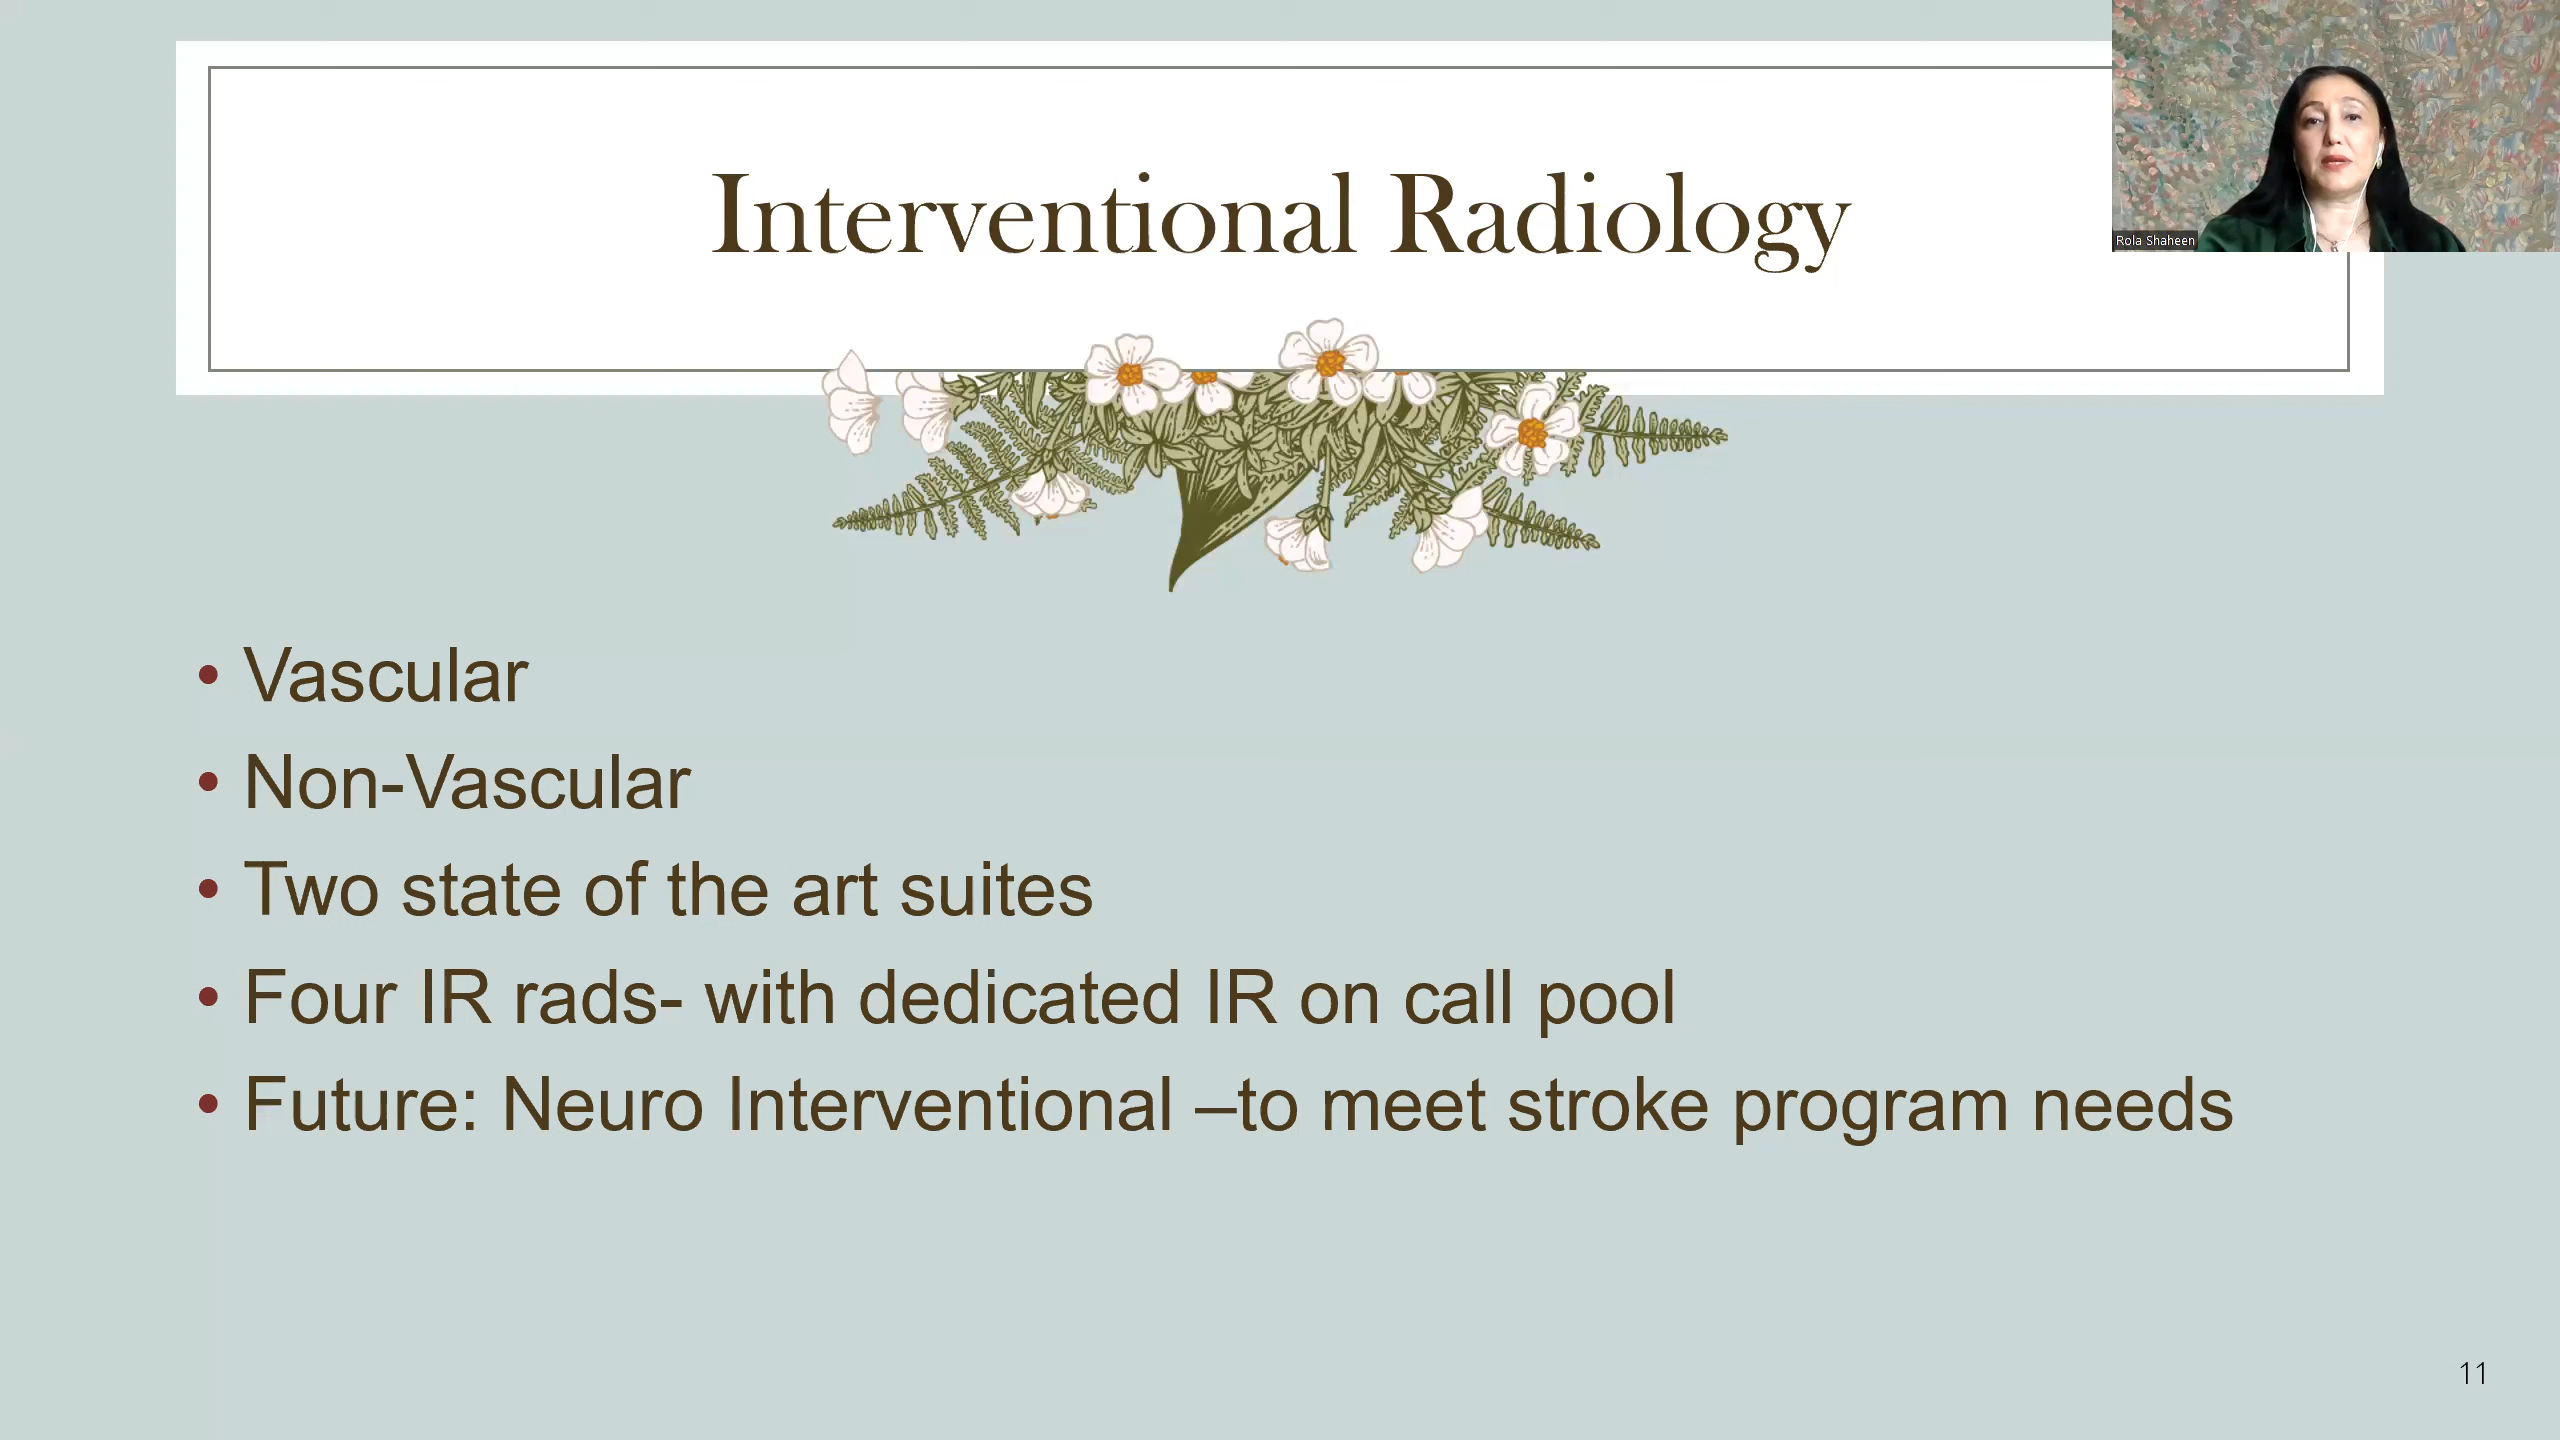 Interventional Radiology
Rola Shaheen
• Vascular
• Non-Vascular
• Two state of the art suites
• Four IR rads- with dedicated IR on call pool
• Future: Neuro Interventional –to meet stroke program needs
11